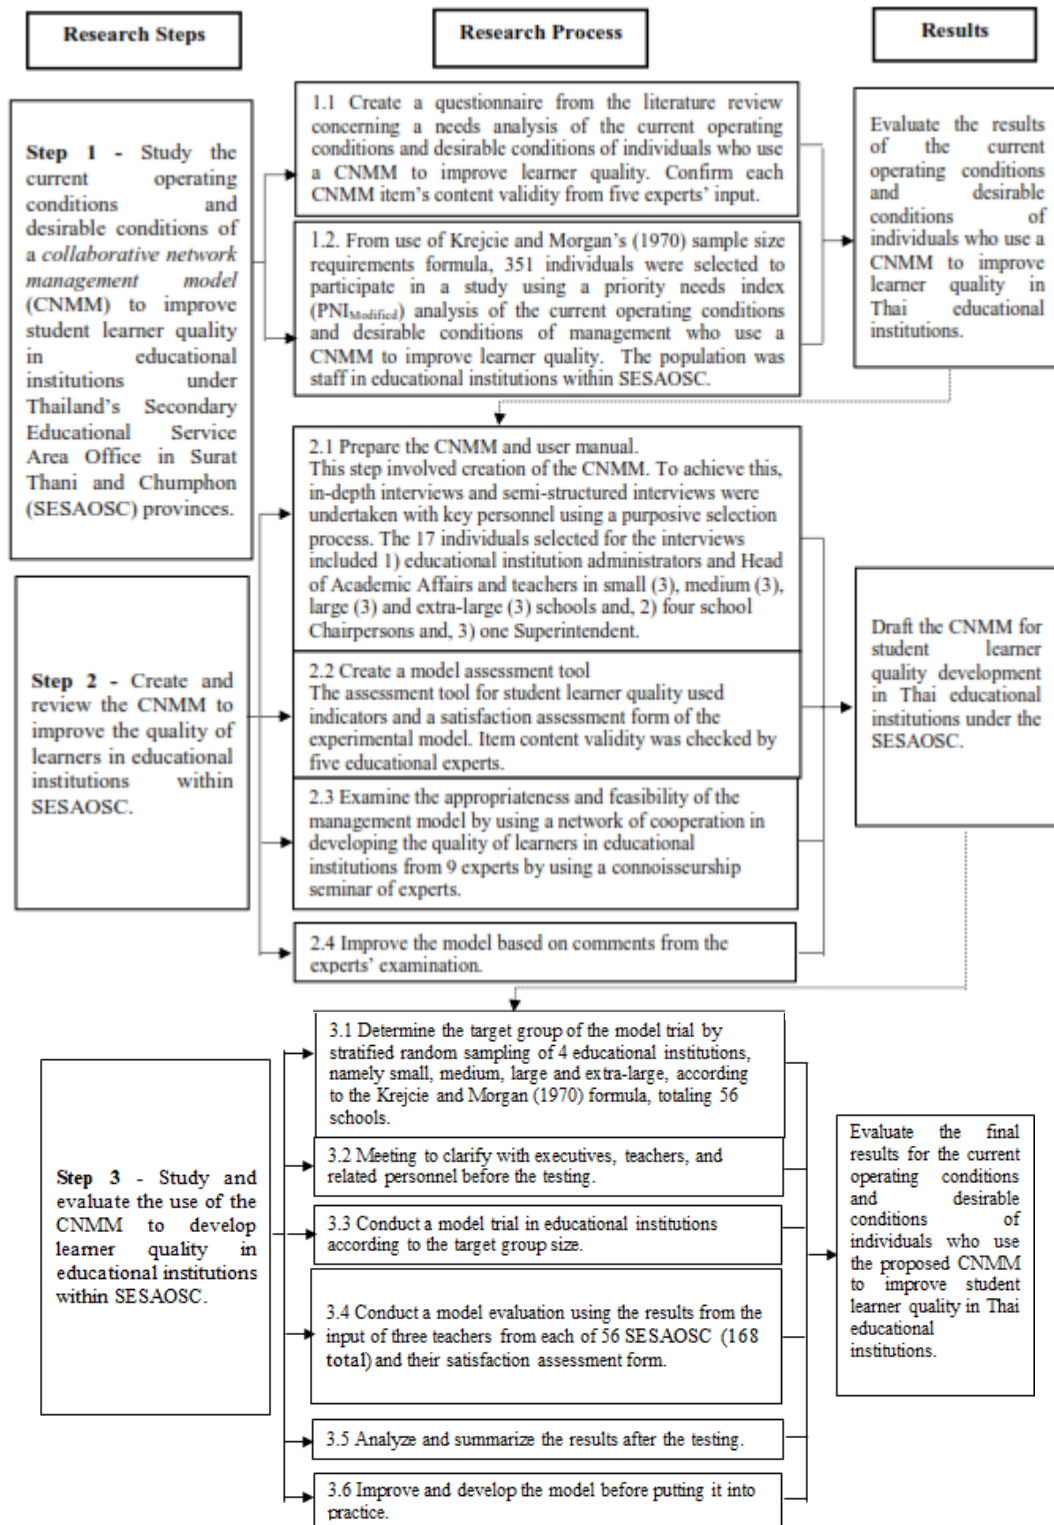 Research Steps
Research Process
Results
Step 1 - Study the
current operating
conditions and
desirable conditions of
a collaborative network
management model
(CNMM) to improve
student learner quality
in educational
institutions under
Thailand's Secondary
Educational Service
Area Office in Surat
Thani and Chumphon
(SESAOSC) provinces.
1.1 Create a questionnaire from the literature review
concerning a needs analysis of the current operating
conditions and desirable conditions of individuals who use
a CNMM to improve learner quality. Confirm each
CNMM item's content validity from five experts' input.
1.2. From use of Krejcie and Morgan's (1970) sample size
requirements formula, 351 individuals were selected to
participate in a study using a priority needs index
(PNIModified) analysis of the current operating conditions
and desirable conditions of management who use a
CNMM to improve learner quality. The population was
staff in educational institutions within SESAOSC.
Evaluate the results
of the current
operating conditions
and desirable
conditions of
individuals who use a
CNMM to improve
learner quality in
Thai educational
institutions.
Step 2 - Create and
review the CNMM to
improve the quality of
learners in educational
institutions within
SESAOSC.
2.1 Prepare the CNMM and user manual.
This step involved creation of the CNMM. To achieve this,
in-depth interviews and semi-structured interviews were
undertaken with key personnel using a purposive selection
process. The 17 individuals selected for the interviews
included 1) educational institution administrators and Head
of Academic Affairs and teachers in small (3), medium (3),
large (3) and extra-large (3) schools and, 2) four school
Chairpersons and, 3) one Superintendent.
2.2 Create a model assessment tool
The assessment tool for student learner quality used
indicators and a satisfaction assessment form of the
experimental model. Item content validity was checked by
five educational experts.
2.3 Examine the appropriateness and feasibility of the
management model by using a network of cooperation in
developing the quality of learners in educational
institutions from 9 experts by using a connoisseurship
seminar of experts.
2.4 Improve the model based on comments from the
experts' examination.
Draft the CNMM for
student learner
quality development
in Thai educational
institutions under the
SESAOSC.
Step 3 - Study and
evaluate the use of the
CNMM to develop
learner quality in
educational institutions
within SESAOSC.
3.1 Determine the target group of the model trial by
stratified random sampling of 4 educational institutions,
namely small, medium, large and extra-large, according
to the Krejcie and Morgan (1970) formula, totaling 56
schools.
3.2 Meeting to clarify with executives, teachers, and
related personnel before the testing.
3.3 Conduct a model trial in educational institutions
according to the target group size.
3.4 Conduct a model evaluation using the results from the
input of three teachers from each of 56 SESAOSC (168
total) and their satisfaction assessment form.
3.5 Analyze and summarize the results after the testing.
3.6 Improve and develop the model before putting it into
practice.
Evaluate the final
results for the current
operating conditions
and desirable
conditions of
individuals who use
the proposed CNMM
to improve student
learner quality in Thai
educational
institutions.